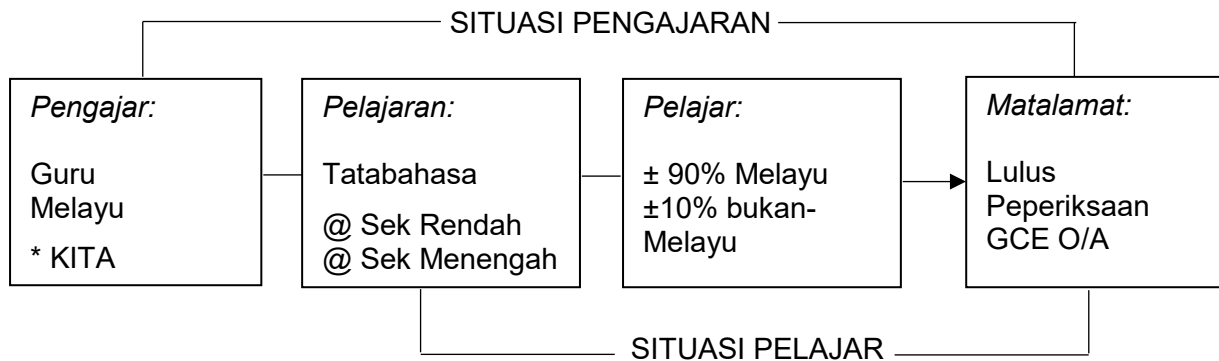 SITUASI PENGAJARAN
Pengajar:
Guru
Melayu
* KITA
Pelajaran:
Tatabahasa
@ Sek Rendah
@ Sek Menengah
Pelajar:
± 90% Melayu
±10% bukan-
Melayu
Matalamat:
Lulus
Peperiksaan
GCE O/A
SITUASI PELAJAR